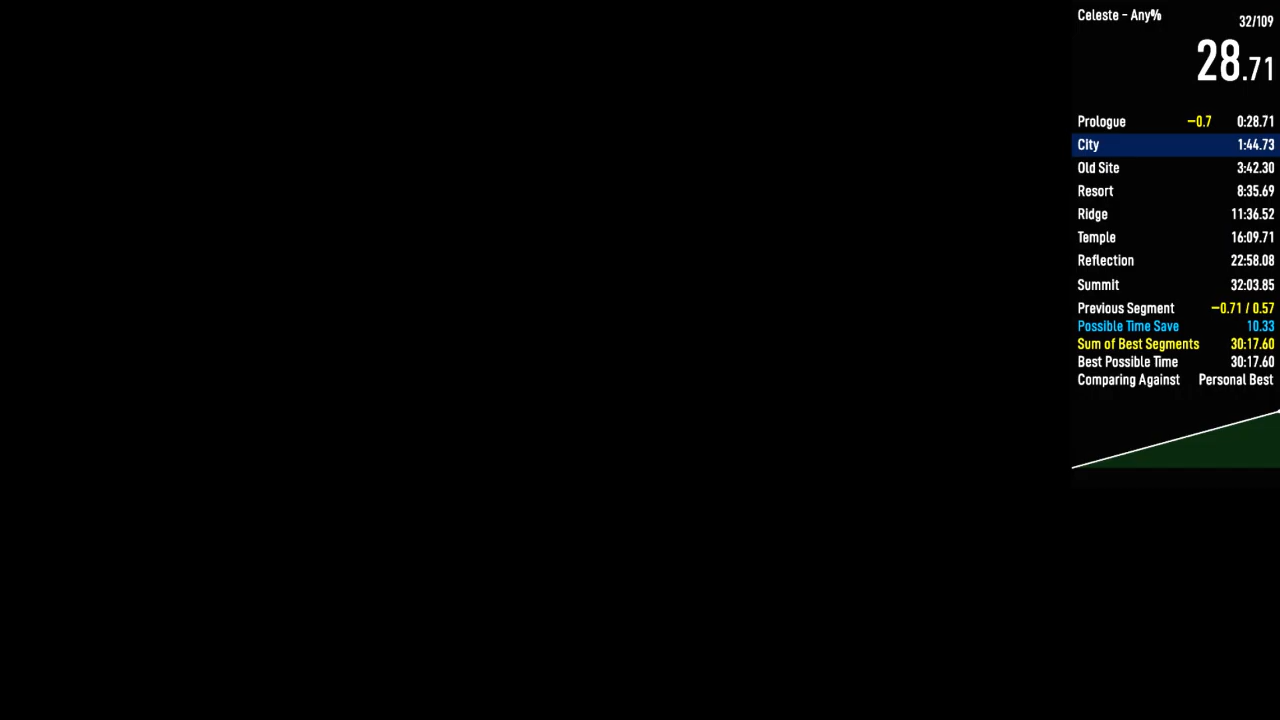 Celeste - Any%
32/109
28.71
Prologue −0.7 0:28.71
City 1:44.73
Old Site 3:42.30
Resort 8:35.69
Ridge 11:36.52
Temple 16:09.71
Reflection 22:58.08
Summit 32:03.85
Previous Segment −0.71 / 0.57
Possible Time Save 10.33
Sum of Best Segments 30:17.60
Best Possible Time 30:17.60
Comparing Against Personal Best